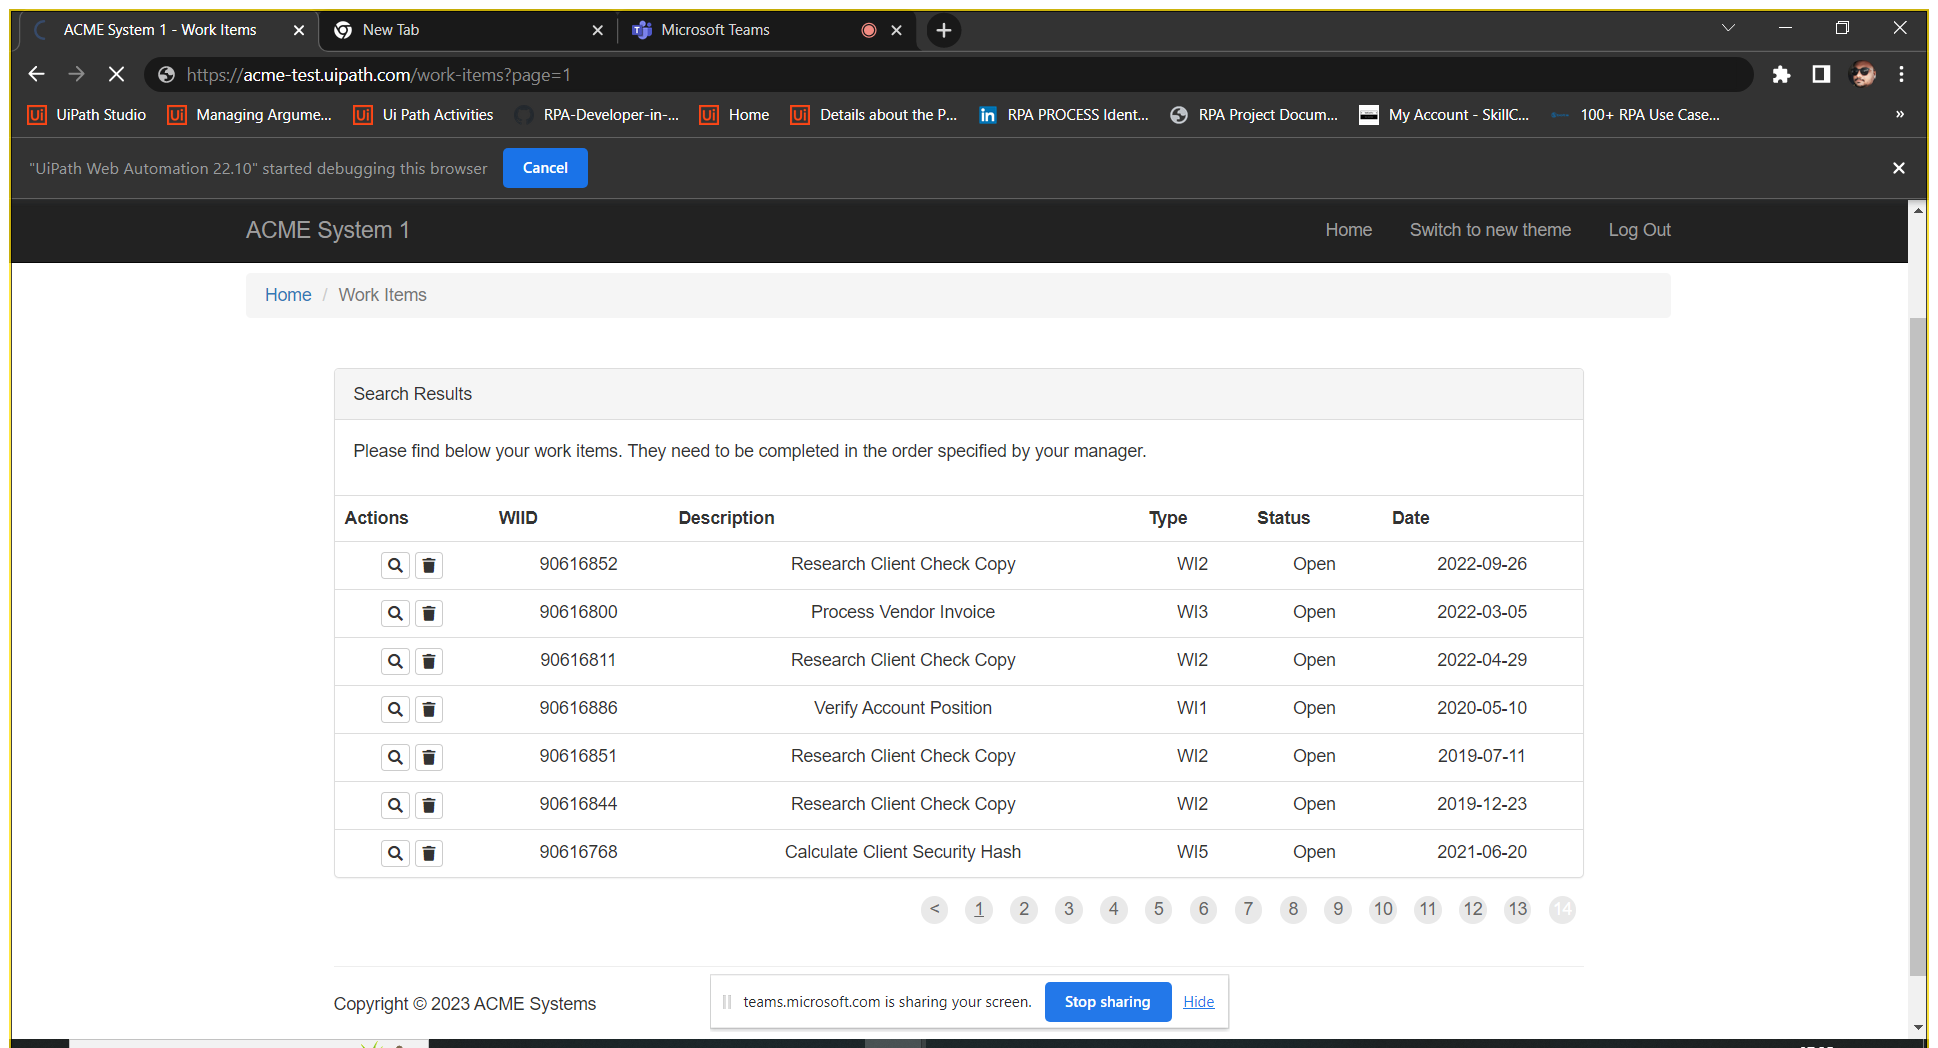 ACME System 1 - Work Items New Tab Microsoft Teams
https://acme-test.uipath.com/work-items?page=1
UiPath Studio Managing Argume... Ui Path Activities RPA-Developer-in-... Home Details about the P... RPA PROCESS Ident... RPA Project Docum... My Account - SkillC... 100+ RPA Use Case... »
"UiPath Web Automation 22.10" started debugging this browser Cancel
ACME System 1 Home Switch to new theme Log Out
Home / Work Items
Search Results
Please find below your work items. They need to be completed in the order specified by your manager.
Actions WIID Description Type Status Date
90616852 Research Client Check Copy WI2 Open 2022-09-26
90616800 Process Vendor Invoice WI3 Open 2022-03-05
90616811 Research Client Check Copy WI2 Open 2022-04-29
90616886 Verify Account Position WI1 Open 2020-05-10
90616851 Research Client Check Copy WI2 Open 2019-07-11
90616844 Research Client Check Copy WI2 Open 2019-12-23
90616768 Calculate Client Security Hash WI5 Open 2021-06-20
< 1 2 3 4 5 6 7 8 9 10 11 12 13 14
Copyright © 2023 ACME Systems
teams.microsoft.com is sharing your screen. Stop sharing Hide